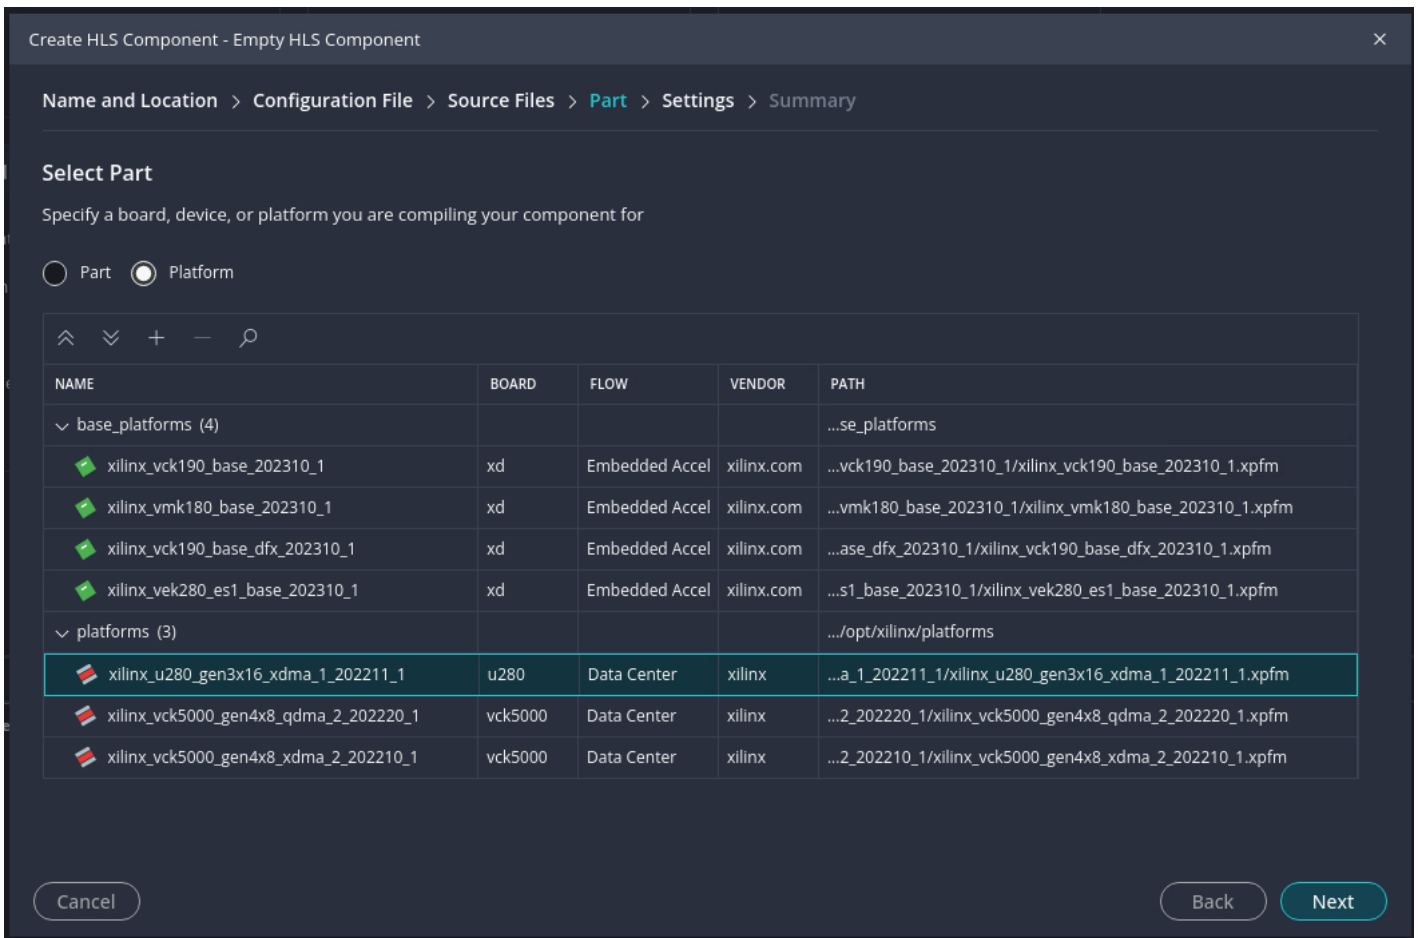 Create HLS Component - Empty HLS Component
Name and Location > Configuration File > Source Files > Part > Settings > Summary
Select Part
Specify a board, device, or platform you are compiling your component for
Part Platform
NAME BOARD FLOW VENDOR PATH
base_platforms (4) ...se_platforms
xilinx_vck190_base_202310_1 xd Embedded Accel xilinx.com ...vck190_base_202310_1/xilinx_vck190_base_202310_1.xpfm
xilinx_vmk180_base_202310_1 xd Embedded Accel xilinx.com ...vmk180_base_202310_1/xilinx_vmk180_base_202310_1.xpfm
xilinx_vck190_base_dfx_202310_1 xd Embedded Accel xilinx.com ...ase_dfx_202310_1/xilinx_vck190_base_dfx_202310_1.xpfm
xilinx_vek280_es1_base_202310_1 xd Embedded Accel xilinx.com ...s1_base_202310_1/xilinx_vek280_es1_base_202310_1.xpfm
platforms (3) .../opt/xilinx/platforms
xilinx_u280_gen3x16_xdma_1_202211_1 u280 Data Center xilinx ...a_1_202211_1/xilinx_u280_gen3x16_xdma_1_202211_1.xpfm
xilinx_vck5000_gen4x8_qdma_2_202220_1 vck5000 Data Center xilinx ...2_202220_1/xilinx_vck5000_gen4x8_qdma_2_202220_1.xpfm
xilinx_vck5000_gen4x8_xdma_2_202210_1 vck5000 Data Center xilinx ...2_202210_1/xilinx_vck5000_gen4x8_xdma_2_202210_1.xpfm
Cancel Back Next